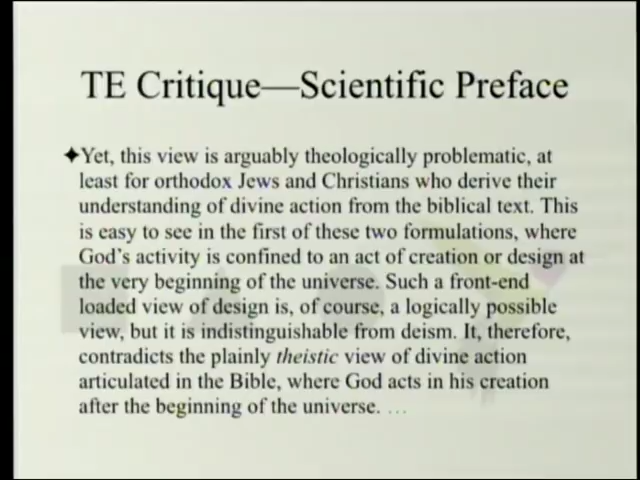 TE Critique—Scientific Preface
✦Yet, this view is arguably theologically problematic, at
least for orthodox Jews and Christians who derive their
understanding of divine action from the biblical text. This
is easy to see in the first of these two formulations, where
God's activity is confined to an act of creation or design at
the very beginning of the universe. Such a front-end
loaded view of design is, of course, a logically possible
view, but it is indistinguishable from deism. It, therefore,
contradicts the plainly theistic view of divine action
articulated in the Bible, where God acts in his creation
after the beginning of the universe. …